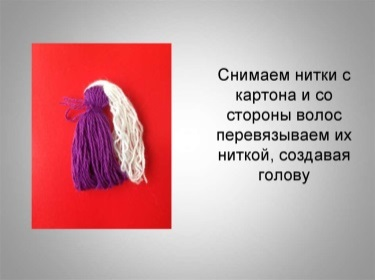 Снимаем нитки с
картона и со
стороны волос
перевязываем их
ниткой, создавая
голову